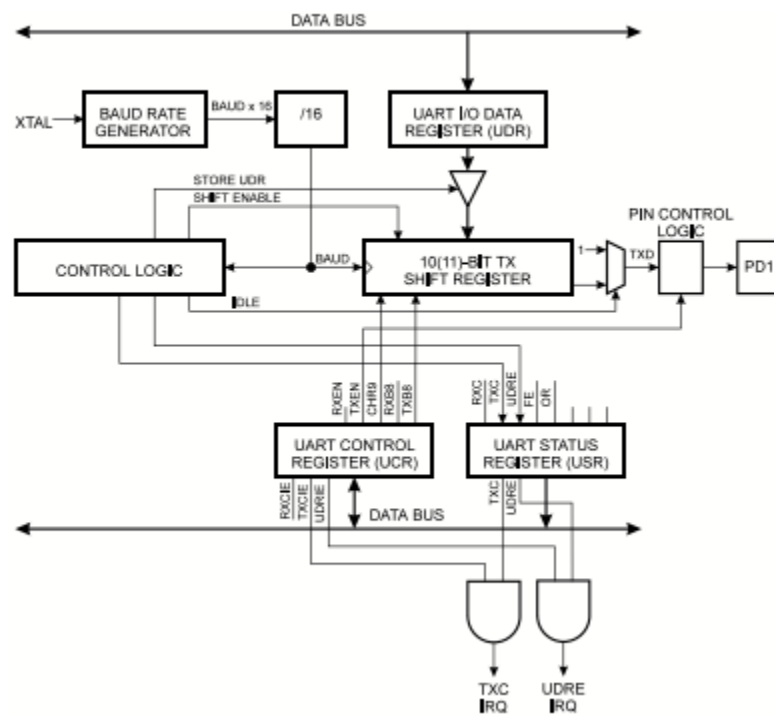 DATA BUS
XTAL
BAUD RATE
GENERATOR
BAUD x 16
/16
UART I/O DATA
REGISTER (UDR)
STORE UDR
SHIFT ENABLE
PIN CONTROL
LOGIC
CONTROL LOGIC
BAUD
10(11)-BIT TX
SHIFT REGISTER
1
TXD
PD1
IDLE
RXEN
TXEN
CHR9
RXB8
TXB8
RXC
TXC
UDRE
FE
OR
UART CONTROL
REGISTER (UCR)
UART STATUS
REGISTER (USR)
RXCIE
TXCIE
UDRIE
TXC
UDRE
DATA BUS
TXC
IRQ
UDRE
IRQ